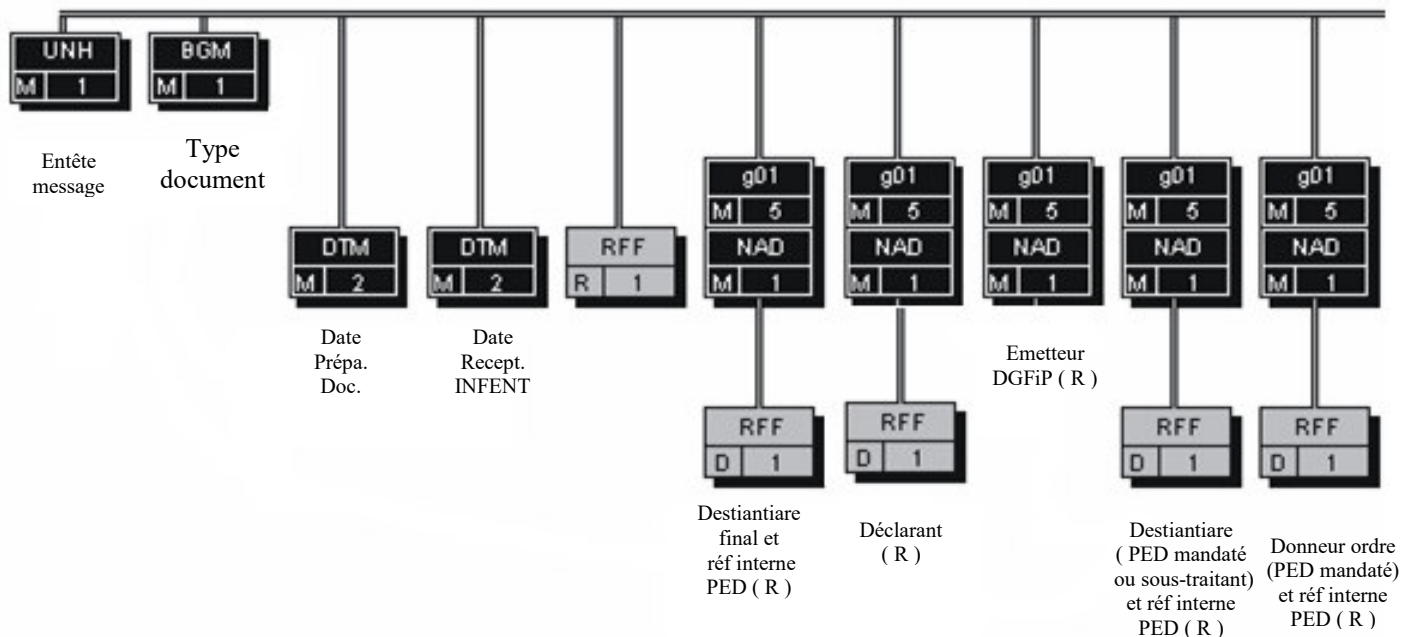 UNH
M 1
Entête
message
BGM
M 1
Type
document
DTM
M 2
Date
Prépa.
Doc.
DTM
M 2
Date
Recept.
INFENT
RFF
R 1
g01
M 5
NAD
M 1
RFF
D 1
Destiantiare
final et
réf interne
PED ( R )
g01
M 5
NAD
M 1
RFF
D 1
Déclarant
( R )
g01
M 5
NAD
M 1
Emetteur
DGFiP ( R )
g01
M 5
NAD
M 1
RFF
D 1
Destiantiare
( PED mandaté
ou sous-traitant)
et réf interne
PED ( R )
g01
M 5
NAD
M 1
RFF
D 1
Donneur ordre
(PED mandaté)
et réf interne
PED ( R )